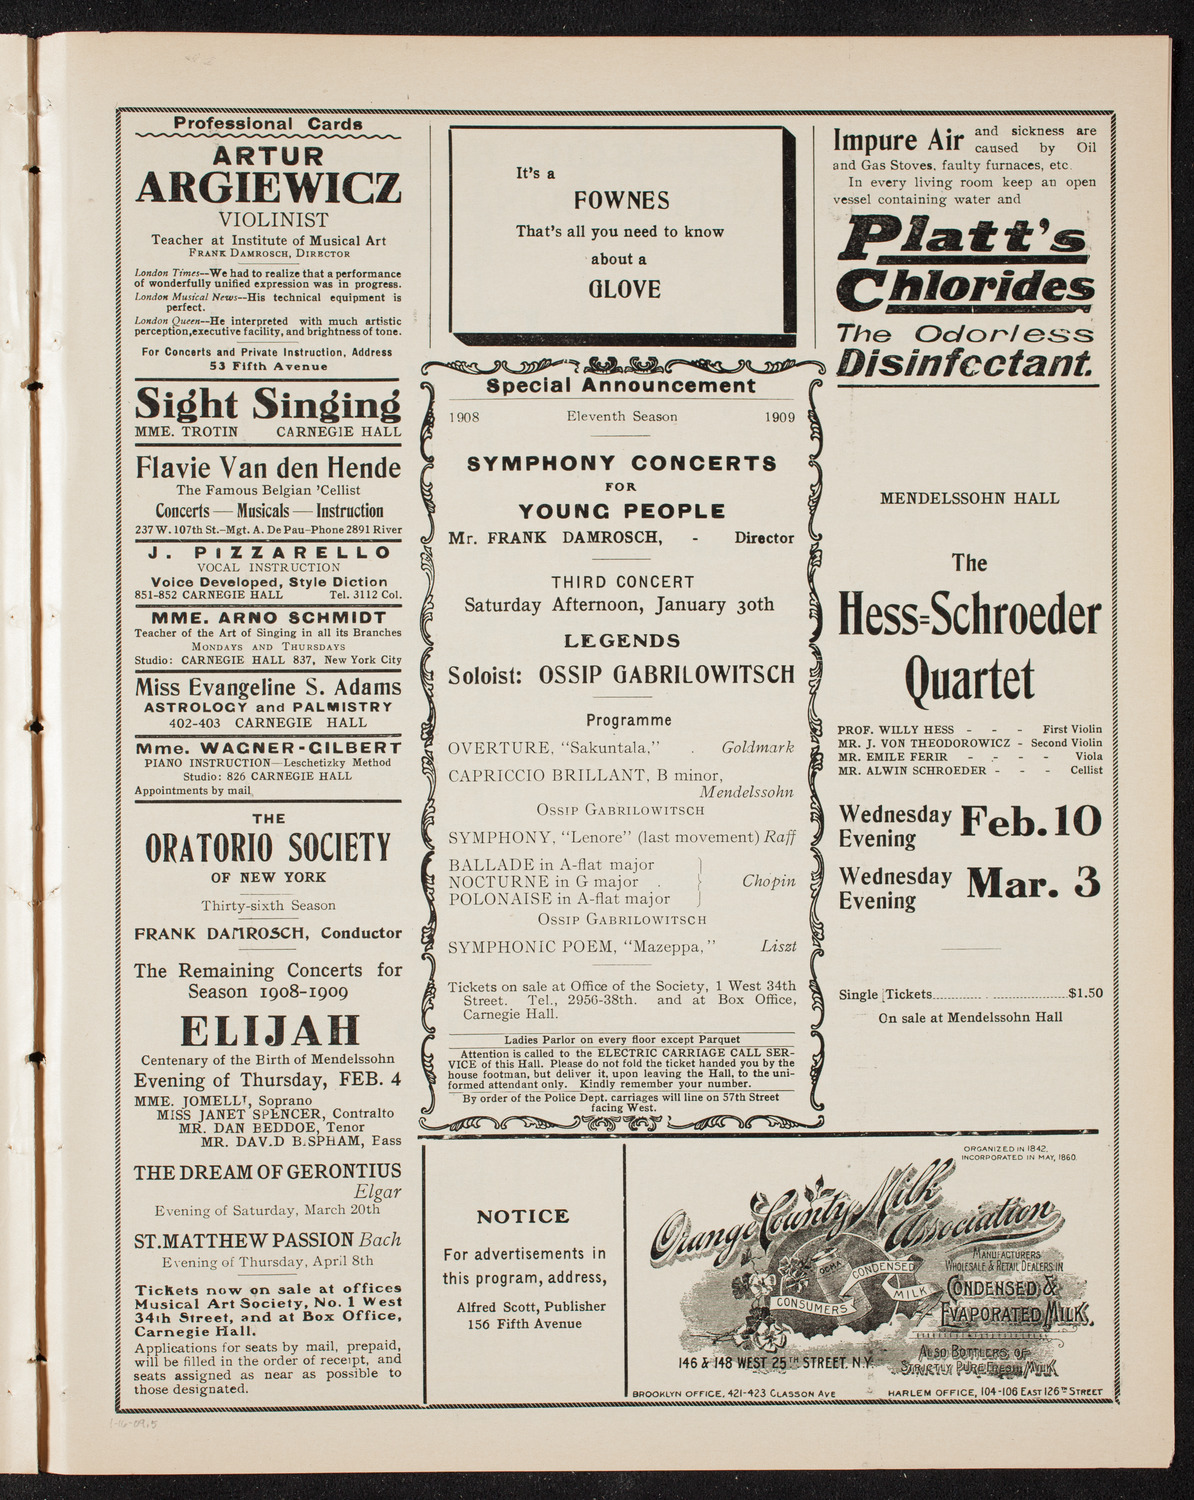 Professional Cards
ARTUR
ARGIEWICZ
VIOLINIST
Teacher at Institute of Musical Art
FRANK DAMROSCH, DIRECTOR
London Times--We had to realize that a performance
of wonderfully unified expression was in progress.
London Musical News--His technical equipment is
perfect.
London Queen--He interpreted with much artistic
perception, executive facility, and brightness of tone.
For Concerts and Private Instruction, Address
53 Fifth Avenue
Sight Singing
MME. TROTIN CARNEGIE HALL
Flavie Van den Hende
The Famous Belgian 'Cellist
Concerts — Musicals — Instruction
237 W. 107th St.-Mgt. A. De Pau-Phone 2891 River
J. PIZZARELLO
VOCAL INSTRUCTION
Voice Developed, Style Diction
851-852 CARNEGIE HALL Tel. 3112 Col.
MME. ARNO SCHMIDT
Teacher of the Art of Singing in all its Branches
MONDAYS AND THURSDAYS
Studio: CARNEGIE HALL 837, New York City
Miss Evangeline S. Adams
ASTROLOGY and PALMISTRY
402-403 CARNEGIE HALL
Mme. WAGNER-GILBERT
PIANO INSTRUCTION—Leschetizky Method
Studio: 826 CARNEGIE HALL
Appointments by mail
THE
ORATORIO SOCIETY
OF NEW YORK
Thirty-sixth Season
FRANK DAMROSCH, Conductor
The Remaining Concerts for
Season 1908-1909
ELIJAH
Centenary of the Birth of Mendelssohn
Evening of Thursday, FEB. 4
MME. JOMELLI, Soprano
MISS JANET SPENCER, Contralto
MR. DAN BEDDOE, Tenor
MR. DAV.D B.SPHAM, Bass
THE DREAM OF GERONTIUS
Elgar
Evening of Saturday, March 20th
ST. MATTHEW PASSION Bach
Evening of Thursday, April 8th
Tickets now on sale at offices
Musical Art Society, No. 1 West
34th Street, and at Box Office,
Carnegie Hall.
Applications for seats by mail, prepaid,
will be filled in the order of receipt, and
seats assigned as near as possible to
those designated.
It's a
FOWNES
That's all you need to know
about a
GLOVE
Special Announcement
1908 Eleventh Season 1909
SYMPHONY CONCERTS
FOR
YOUNG PEOPLE
Mr. FRANK DAMROSCH, - Director
THIRD CONCERT
Saturday Afternoon, January 30th
LEGENDS
Soloist: OSSIP GABRILOWITSCH
Programme
OVERTURE, "Sakuntala," . Goldmark
CAPRICCIO BRILLANT, B minor,
Mendelssohn
OSSIP GABRILOWITSCH
SYMPHONY, "Lenore" (last movement) Raff
BALLADE in A-flat major
NOCTURNE in G major . } Chopin
POLONAISE in A-flat major
OSSIP GABRILOWITSCH
SYMPHONIC POEM, "Mazeppa," Liszt
Tickets on sale at Office of the Society, 1 West 34th
Street. Tel., 2956-38th. and at Box Office,
Carnegie Hall.
Ladies Parlor on every floor except Parquet
Attention is called to the ELECTRIC CARRIAGE CALL SER-
VICE of this Hall. Please do not fold the ticket handed you by the
house footman, but deliver it, upon leaving the Hall, to the uni-
formed attendant only. Kindly remember your number.
By order of the Police Dept. carriages will line on 57th Street
facing West.
Impure Air and sickness are
caused by Oil
and Gas Stoves, faulty furnaces, etc.
In every living room keep an open
vessel containing water and
Platt's
Chlorides
The Odorless
Disinfectant.
MENDELSSOHN HALL
The
Hess=Schroeder
Quartet
PROF. WILLY HESS - - - First Violin
MR. J. VON THEODOROWICZ - Second Violin
MR. EMILE FERIR - - - - Viola
MR. ALWIN SCHROEDER - - - Cellist
Wednesday Evening Feb. 10
Wednesday Evening Mar. 3
Single Tickets..............................$1.50
On sale at Mendelssohn Hall
NOTICE
For advertisements in
this program, address,
Alfred Scott, Publisher
156 Fifth Avenue
ORGANIZED IN 1842,
INCORPORATED IN MAY, 1860.
Orange County Milk
Association
MANUFACTURERS
WHOLESALE & RETAIL DEALERS IN
CONDENSED &
EVAPORATED MILK.
OCMA
CONSUMERS CONDENSED MILK
ALSO BOTTLERS OF
STRICTLY PURE FRESH MILK
146 & 148 WEST 25TH STREET. N.Y.
BROOKLYN OFFICE, 421-423 CLASSON AVE HARLEM OFFICE, 104-106 EAST 126TH STREET